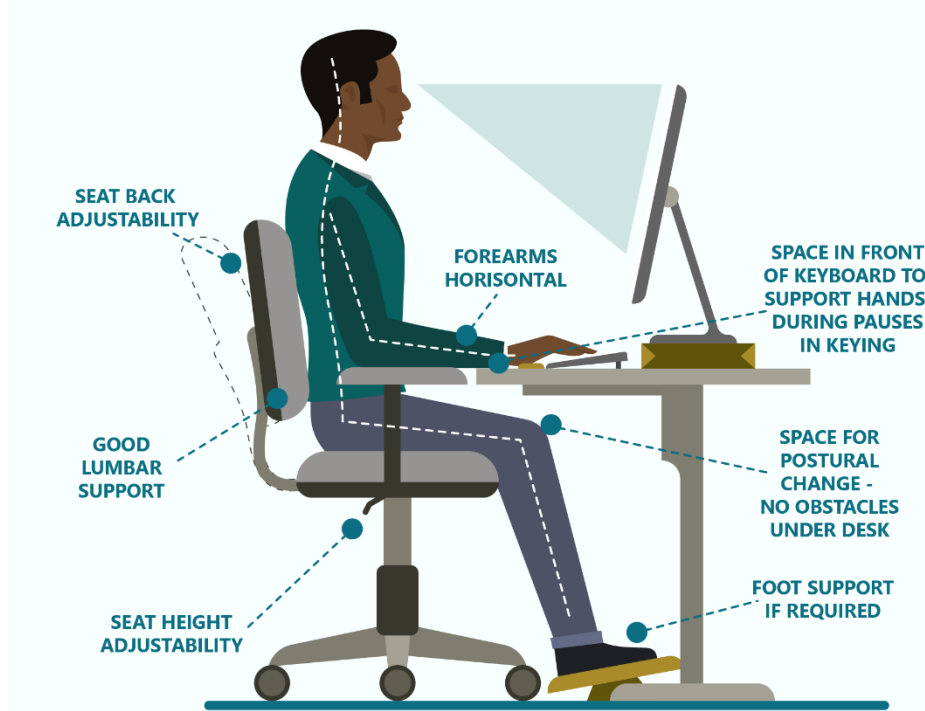 SEAT BACK
ADJUSTABILITY
FOREARMS
HORISONTAL
SPACE IN FRONT
OF KEYBOARD TO
SUPPORT HANDS
DURING PAUSES
IN KEYING
GOOD
LUMBAR
SUPPORT
SPACE FOR
POSTURAL
CHANGE -
NO OBSTACLES
UNDER DESK
SEAT HEIGHT
ADJUSTABILITY
FOOT SUPPORT
IF REQUIRED